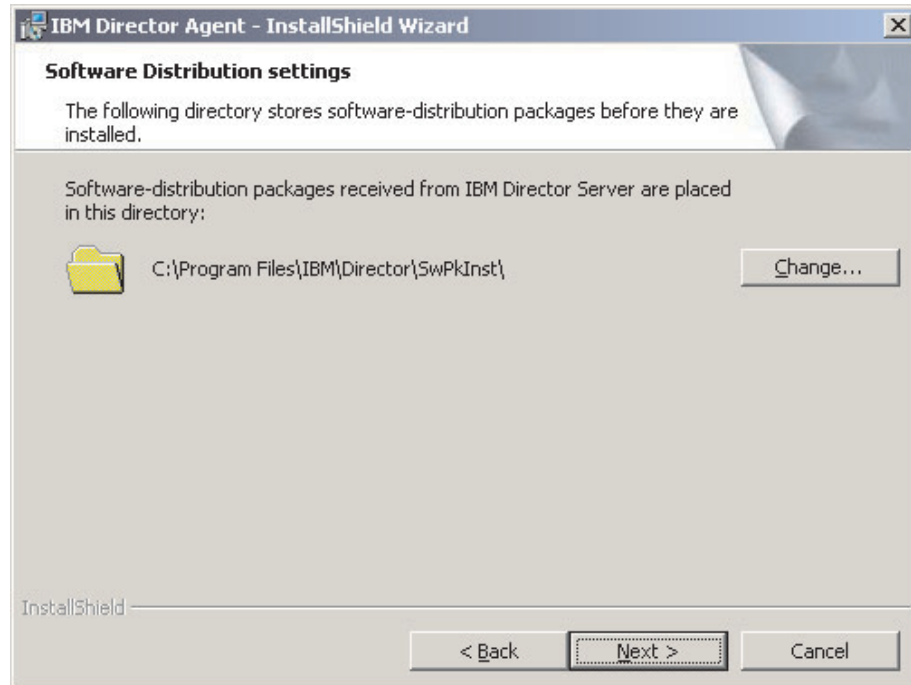 IBM Director Agent - InstallShield Wizard
Software Distribution settings
The following directory stores software-distribution packages before they are
installed.
Software-distribution packages received from IBM Director Server are placed
in this directory:
C:\Program Files\IBM\Director\SwPkInst\
Change...
InstallShield
< Back
Next >
Cancel